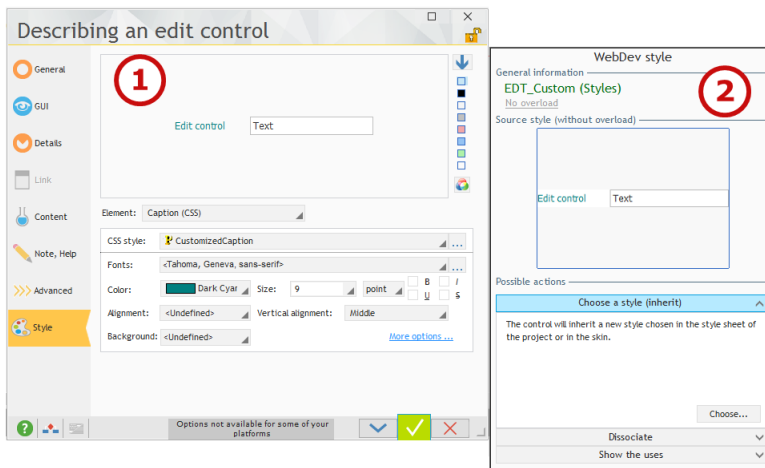 Describing an edit control
General
GUI
Details
Link
Content
Note, Help
Advanced
Style
1
Edit control Text
Element: Caption (CSS)
CSS style: CustomizedCaption ...
Fonts: <Tahoma, Geneva, sans-serif> ...
Color: Dark Cyar Size: 9 point B I
U S
Alignment: <Undefined> Vertical alignment: Middle
Background: <Undefined> More options ...
?
Options not available for some of your
platforms
WebDev style
General information
EDT_Custom (Styles)
No overload
2
Source style (without overload)
Edit control Text
Possible actions
Choose a style (inherit)
The control will inherit a new style chosen in the style sheet of
the project or in the skin.
Choose...
Dissociate
Show the uses